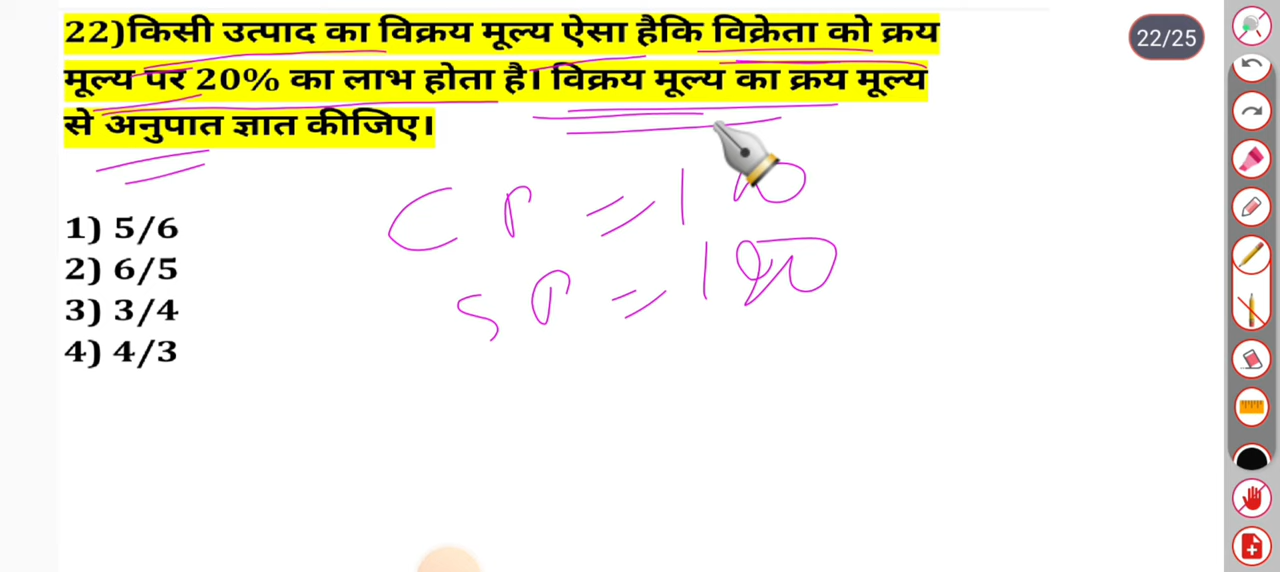 22)किसी उत्पाद का विक्रय मूल्य ऐसा हैकि विक्रेता को क्रय
मूल्य पर 20% का लाभ होता है। विक्रय मूल्य का क्रय मूल्य
से अनुपात ज्ञात कीजिए।
22/25
CP = 100
SP = 120
1) 5/6
2) 6/5
3) 3/4
4) 4/3